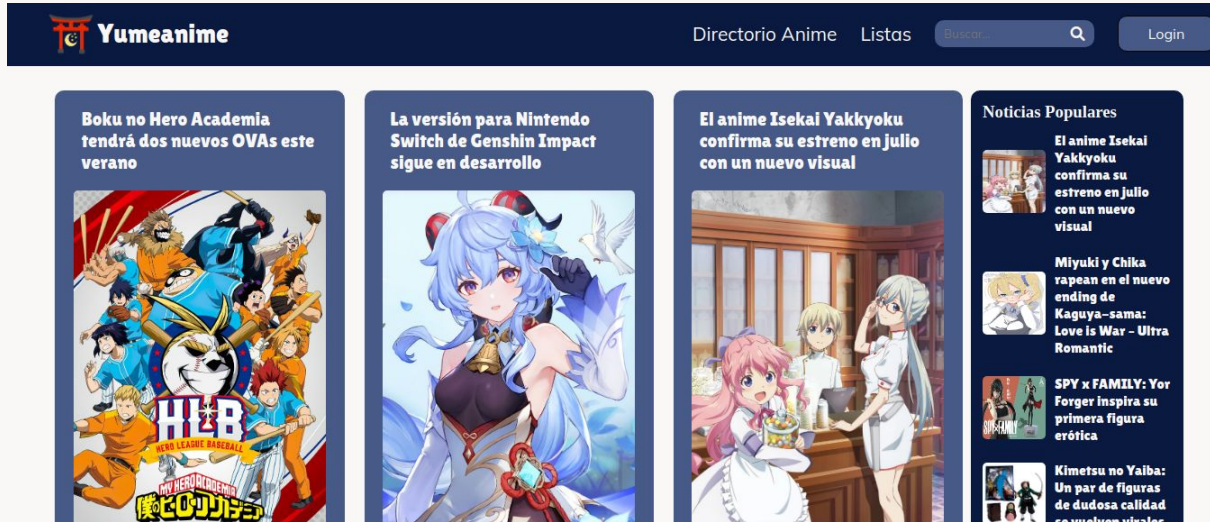 Yumeanime
Directorio Anime
Listas
Buscar...
Login
Boku no Hero Academia
tendrá dos nuevos OVAs este
verano
HLB
HERO LEAGUE BASEBALL
MY HERO ACADEMIA
僕のヒーローアカデミア
La versión para Nintendo
Switch de Genshin Impact
sigue en desarrollo
El anime Isekai Yakkyoku
confirma su estreno en julio
con un nuevo visual
Noticias Populares
El anime Isekai
Yakkyoku
confirma su
estreno en julio
con un nuevo
visual
Miyuki y Chika
rapean en el nuevo
ending de
Kaguya-sama:
Love is War - Ultra
Romantic
SPY×FAMILY
SPY x FAMILY: Yor
Forger inspira su
primera figura
erótica
Kimetsu no Yaiba:
Un par de figuras
de dudosa calidad
se vuelven virales